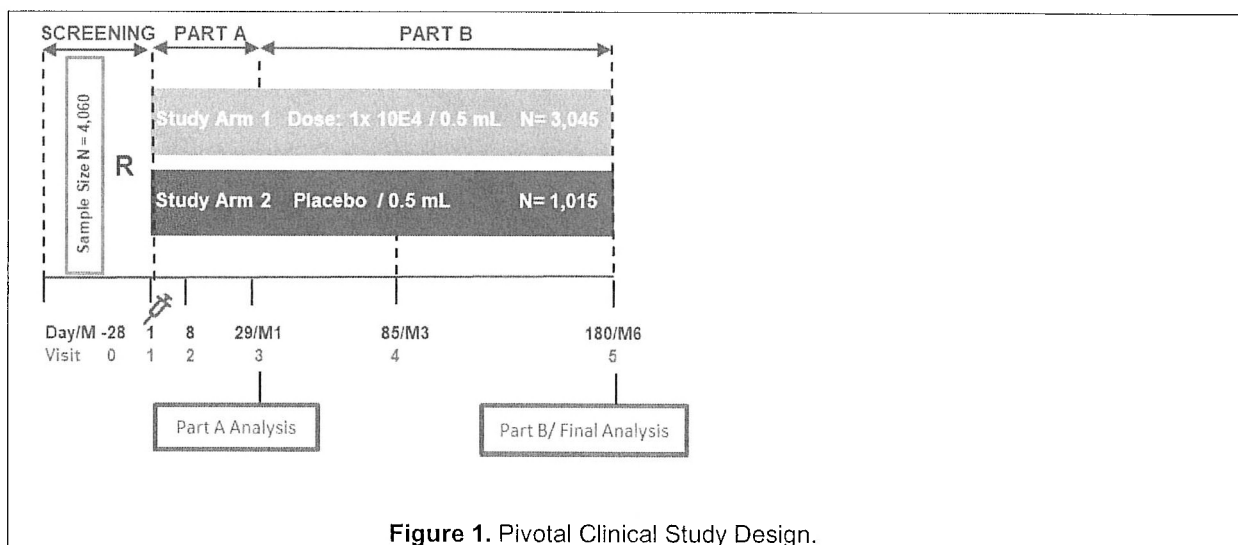 SCREENING PART A PART B
Sample Size N = 4,060
R
Study Arm 1 Dose: 1x 10E4 / 0.5 mL N= 3,045
Study Arm 2 Placebo / 0.5 mL N= 1,015
Day/M -28 1 8 29/M1 85/M3 180/M6
Visit 0 1 2 3 4 5
Part A Analysis
Part B/ Final Analysis
Figure 1. Pivotal Clinical Study Design.